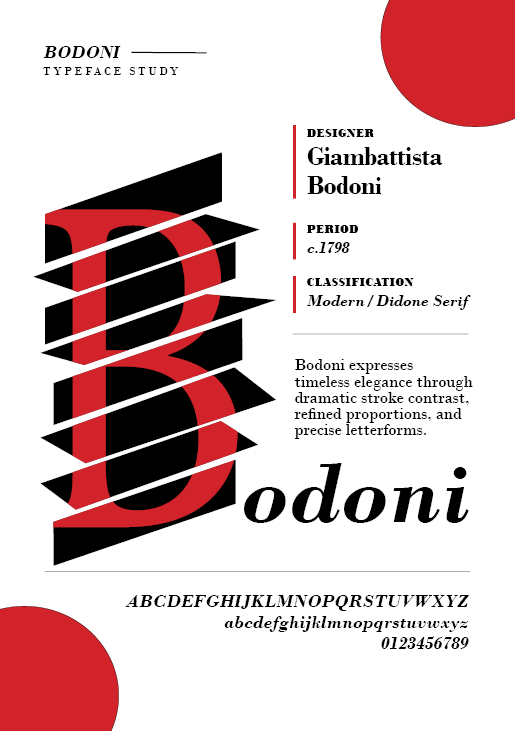 BODONI
TYPEFACE STUDY
DESIGNER
Giambattista
Bodoni
PERIOD
c.1798
CLASSIFICATION
Modern / Didone Serif
Bodoni expresses
timeless elegance through
dramatic stroke contrast,
refined proportions, and
precise letterforms.
Bodoni
ABCDEFGHIJKLMNOPQRSTUVWXYZ
abcdefghijklmnopqrstuvwxyz
0123456789